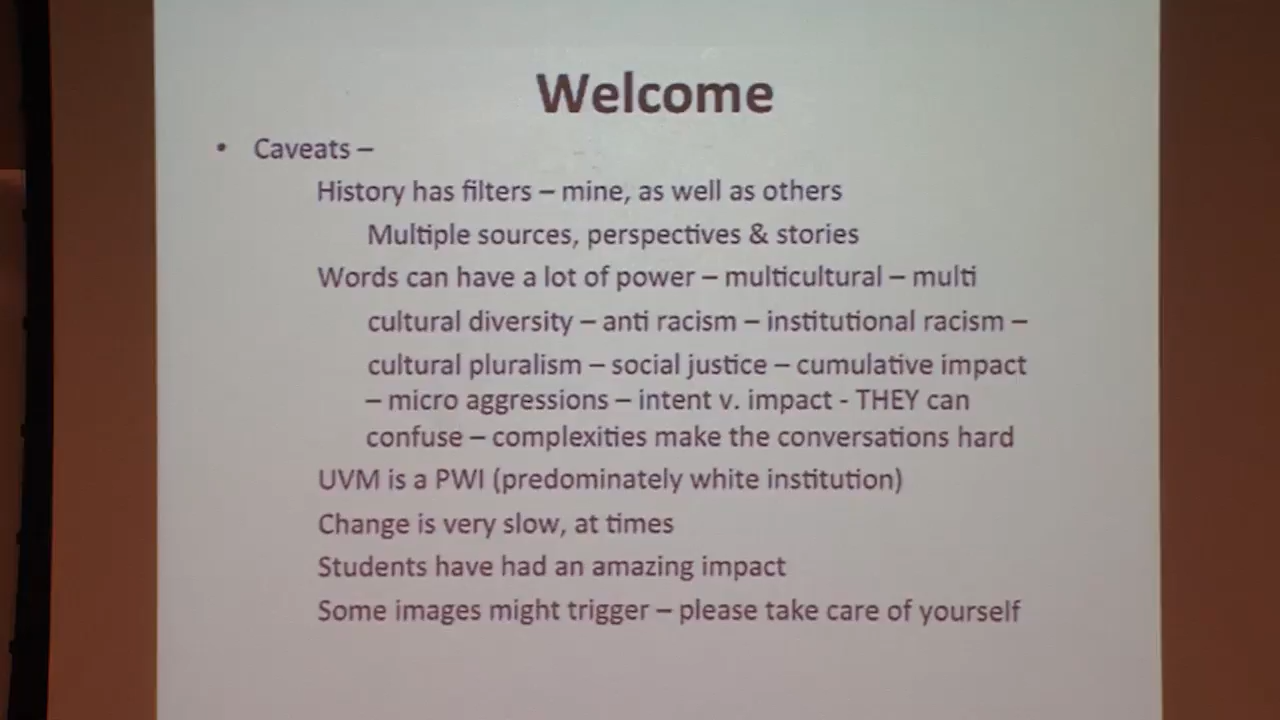 Welcome
• Caveats –
History has filters – mine, as well as others
Multiple sources, perspectives & stories
Words can have a lot of power – multicultural – multi
cultural diversity – anti racism – institutional racism –
cultural pluralism – social justice – cumulative impact
– micro aggressions – intent v. impact - THEY can
confuse – complexities make the conversations hard
UVM is a PWI (predominately white institution)
Change is very slow, at times
Students have had an amazing impact
Some images might trigger – please take care of yourself